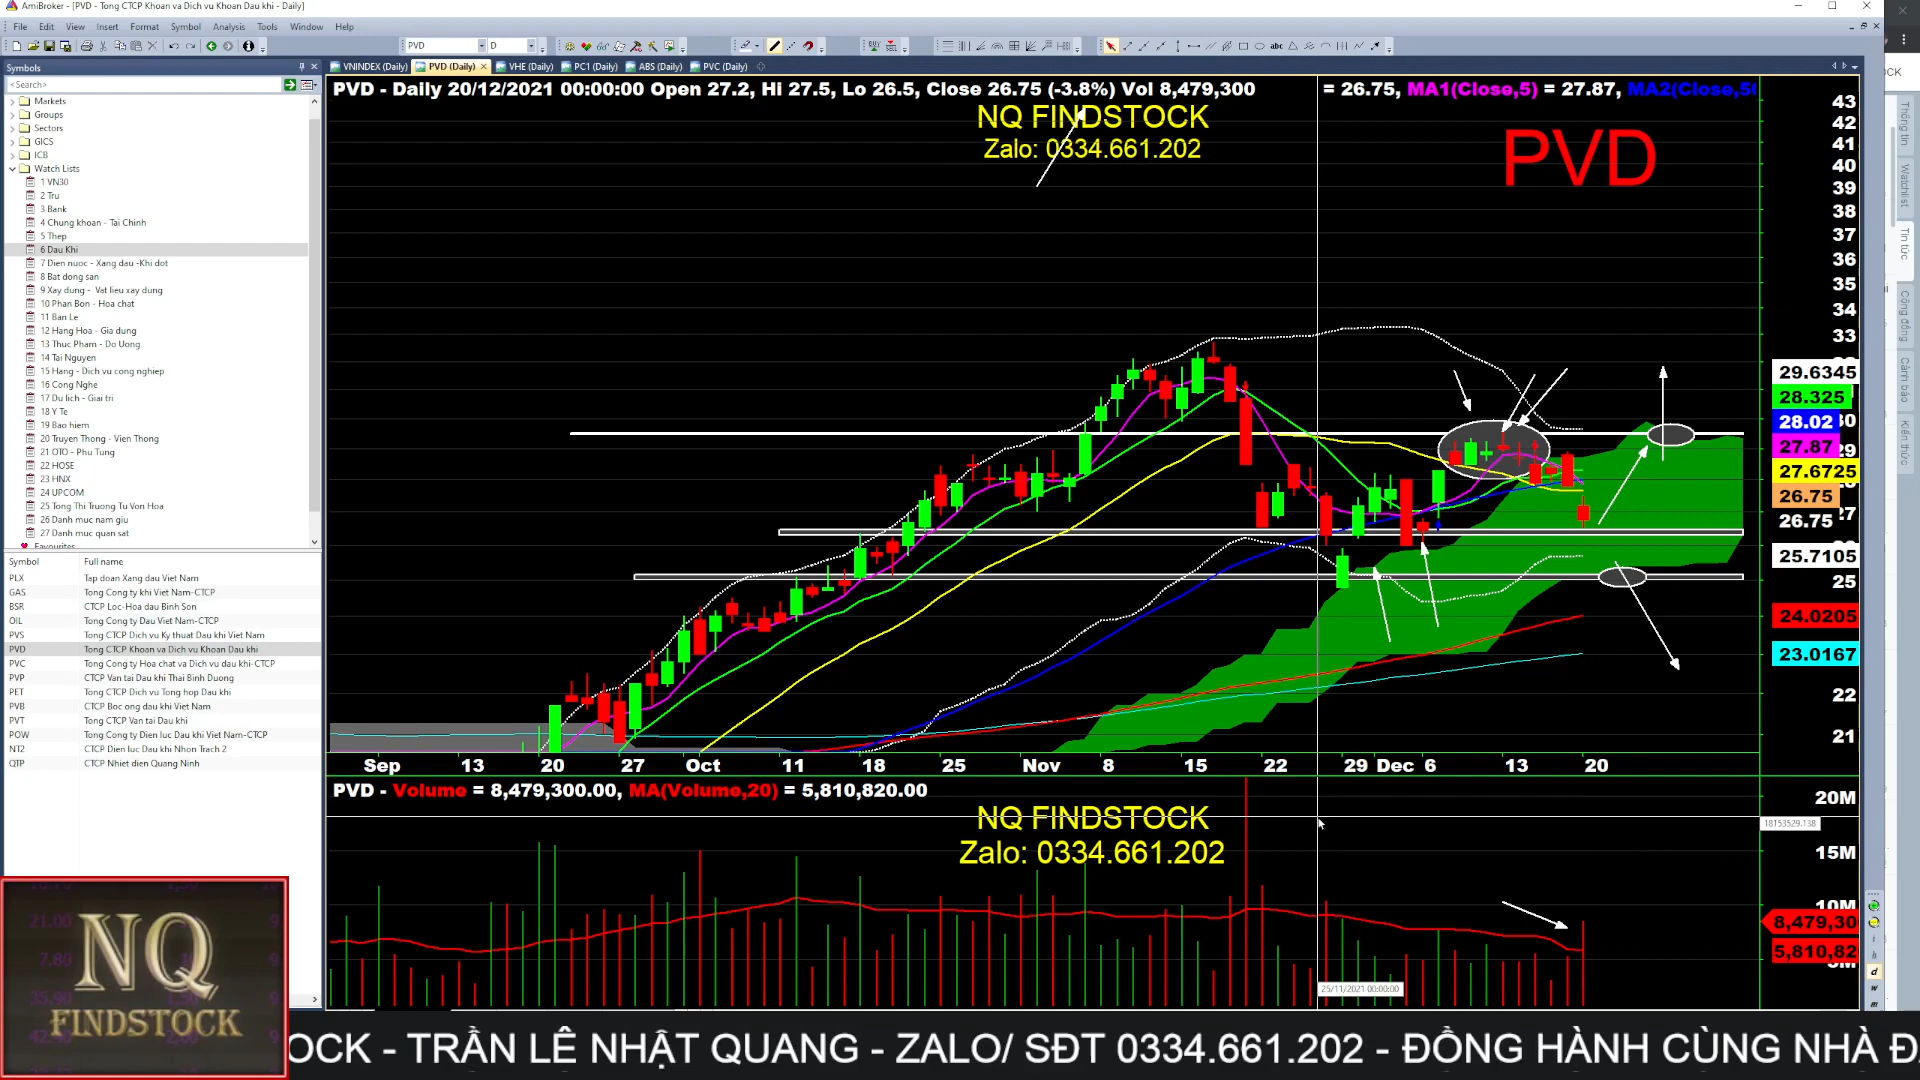 AmiBroker - [PVD - Tong CTCP Khoan va Dich vu Khoan Dau khi - Daily]
File Edit View Insert Format Symbol Analysis Tools Window Help
PVD D
Symbols
VNINDEX (Daily) PVD (Daily) VHE (Daily) PC1 (Daily) ABS (Daily) PVC (Daily)
<Search>
PVD - Daily 20/12/2021 00:00:00 Open 27.2, Hi 27.5, Lo 26.5, Close 26.75 (-3.8%) Vol 8,479,300 = 26.75, MA1(Close,5) = 27.87, MA2(Close,50
NQ FINDSTOCK
Zalo: 0334.661.202
PVD
Markets
Groups
Sectors
GICS
ICB
Watch Lists
1 VN30
2 Tru
3 Bank
4 Chung khoan - Tai Chinh
5 Thep
6 Dau Khi
7 Dien nuoc - Xang dau -Khi dot
8 Bat dong san
9 Xay dung - Vat lieu xay dung
10 Phan Bon - Hoa chat
11 Ban Le
12 Hang Hoa - Gia dung
13 Thuc Pham - Do Uong
14 Tai Nguyen
15 Hang - Dich vu cong nghiep
16 Cong Nghe
17 Du lich - Giai tri
18 Y Te
19 Bao hiem
20 Truyen Thong - Vien Thong
21 OTO - Phu Tung
22 HOSE
23 HNX
24 UPCOM
25 Tong Thi Truong Tu Von Hoa
26 Danh muc nam giu
27 Danh muc quan sat
Favourites
Symbol Full name
PLX Tap doan Xang dau Viet Nam
GAS Tong Cong ty khi Viet Nam-CTCP
BSR CTCP Loc-Hoa dau Binh Son
OIL Tong Cong ty Dau Viet Nam-CTCP
PVS Tong CTCP Dich vu Ky thuat Dau khi Viet Nam
PVD Tong CTCP Khoan va Dich vu Khoan Dau khi
PVC Tong Cong ty Hoa chat va Dich vu dau khi-CTCP
PVP CTCP Van tai Dau khi Thai Binh Duong
PET Tong CTCP Dich vu Tong hop Dau khi
PVB CTCP Boc ong dau khi Viet Nam
PVT Tong CTCP Van tai Dau khi
POW Tong Cong ty Dien luc Dau khi Viet Nam-CTCP
NT2 CTCP Dien luc Dau khi Nhon Trach 2
QTP CTCP Nhiet dien Quang Ninh
43
42
41
40
39
38
37
36
35
34
33
29.6345
28.325
28.02
27.87
27.6725
26.75
26.75
25.7105
25
24.0205
23.0167
22
21
Sep 13 20 27 Oct 11 18 25 Nov 8 15 22 29 Dec 6 13 20
PVD - Volume = 8,479,300.00, MA(Volume,20) = 5,810,820.00
NQ FINDSTOCK
Zalo: 0334.661.202
20M
18153529.138
15M
10M
8,479,30
5,810,82
25/11/2021 00:00:00
Thông tin
Watchlist
Tin tức
Cộng đồng
Cảnh báo
Kiến thức
NQ
FINDSTOCK
OCK - TRẦN LÊ NHẬT QUANG - ZALO/ SĐT 0334.661.202 - ĐỒNG HÀNH CÙNG NHÀ Đ